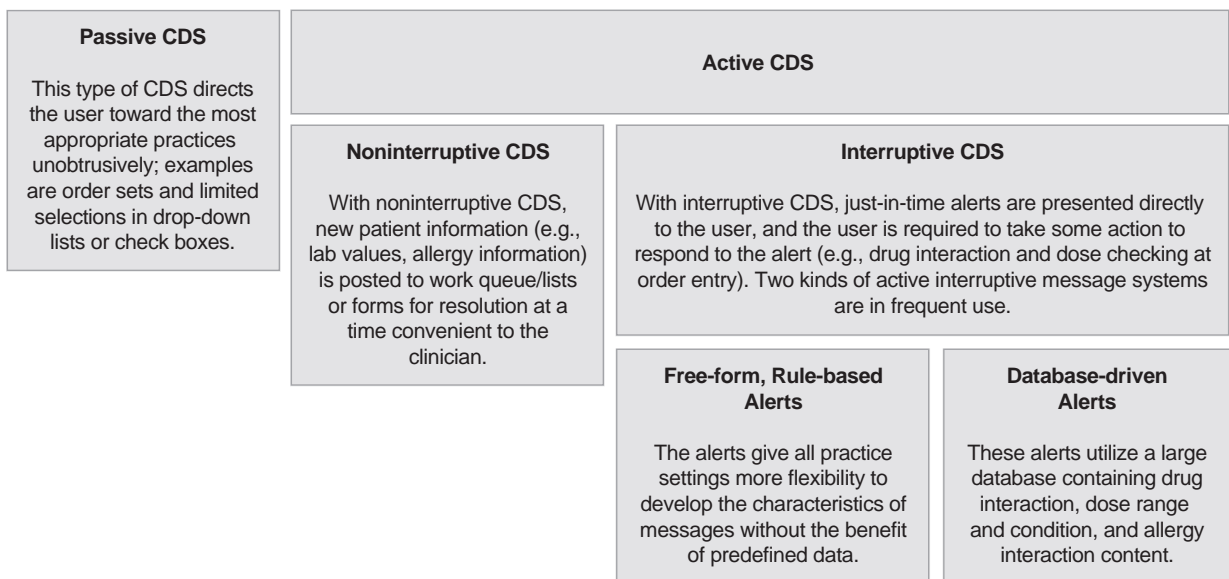 Passive CDS
This type of CDS directs
the user toward the most
appropriate practices
unobtrusively; examples
are order sets and limited
selections in drop-down
lists or check boxes.
Active CDS
Noninterruptive CDS
With noninterruptive CDS,
new patient information (e.g.,
lab values, allergy information)
is posted to work queue/lists
or forms for resolution at a
time convenient to the
clinician.
Interruptive CDS
With interruptive CDS, just-in-time alerts are presented directly
to the user, and the user is required to take some action to
respond to the alert (e.g., drug interaction and dose checking at
order entry). Two kinds of active interruptive message systems
are in frequent use.
Free-form, Rule-based
Alerts
The alerts give all practice
settings more flexibility to
develop the characteristics of
messages without the benefit
of predefined data.
Database-driven
Alerts
These alerts utilize a large
database containing drug
interaction, dose range
and condition, and allergy
interaction content.